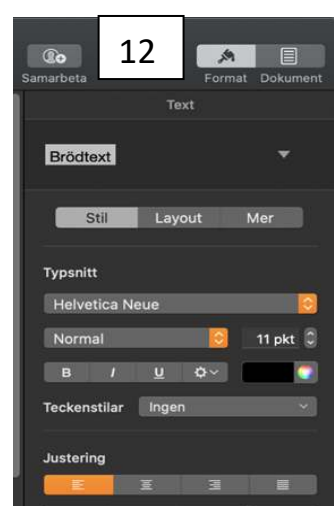 12
Samarbeta Format Dokument
Text
Brödtext
Stil Layout Mer
Typsnitt
Helvetica Neue
Normal 11 pkt
B I U
Teckenstilar Ingen
Justering